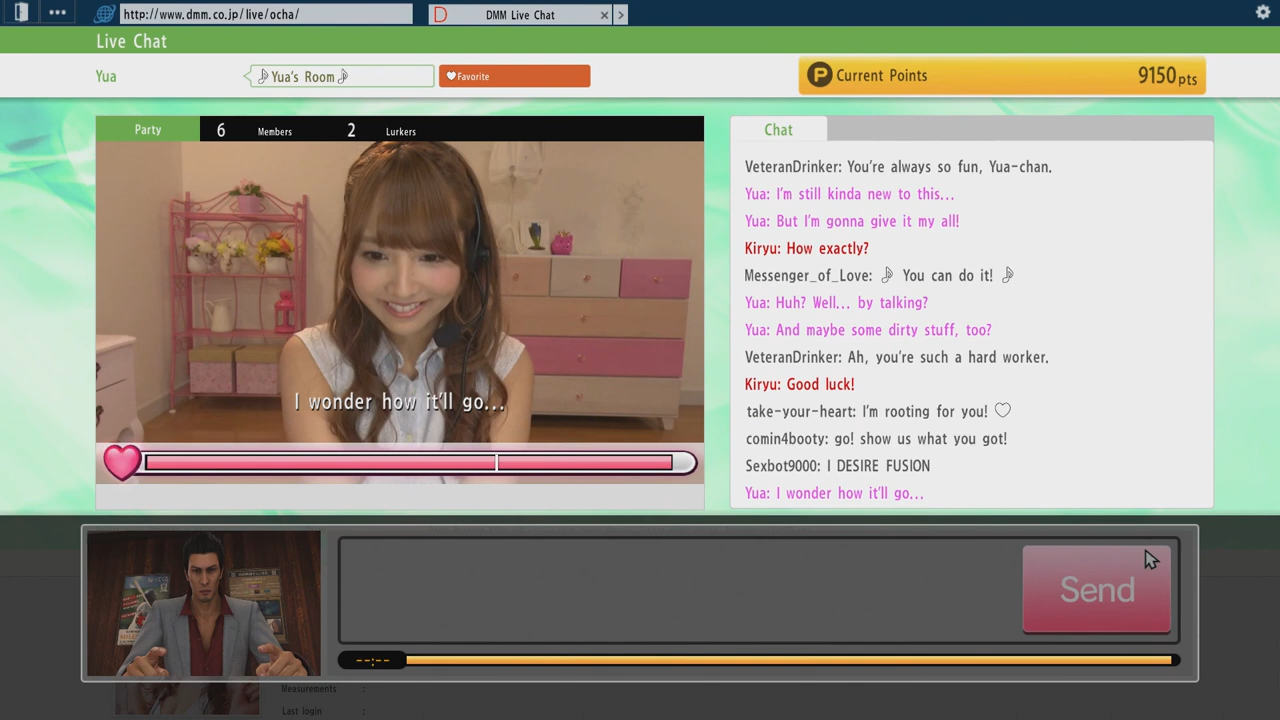 http://www.dmm.co.jp/live/ocha/
DMM Live Chat
Live Chat
Yua
Yua's Room
Favorite
P Current Points
9150pts
Party
6 Members
2 Lurkers
I wonder how it'll go...
Chat
VeteranDrinker: You're always so fun, Yua-chan.
Yua: I'm still kinda new to this...
Yua: But I'm gonna give it my all!
Kiryu: How exactly?
Messenger_of_Love: ♪ You can do it! ♪
Yua: Huh? Well... by talking?
Yua: And maybe some dirty stuff, too?
VeteranDrinker: Ah, you're such a hard worker.
Kiryu: Good luck!
take-your-heart: I'm rooting for you! ♡
comin4booty: go! show us what you got!
Sexbot9000: I DESIRE FUSION
Yua: I wonder how it'll go...
Send
--:--
Measurements :
Last login :